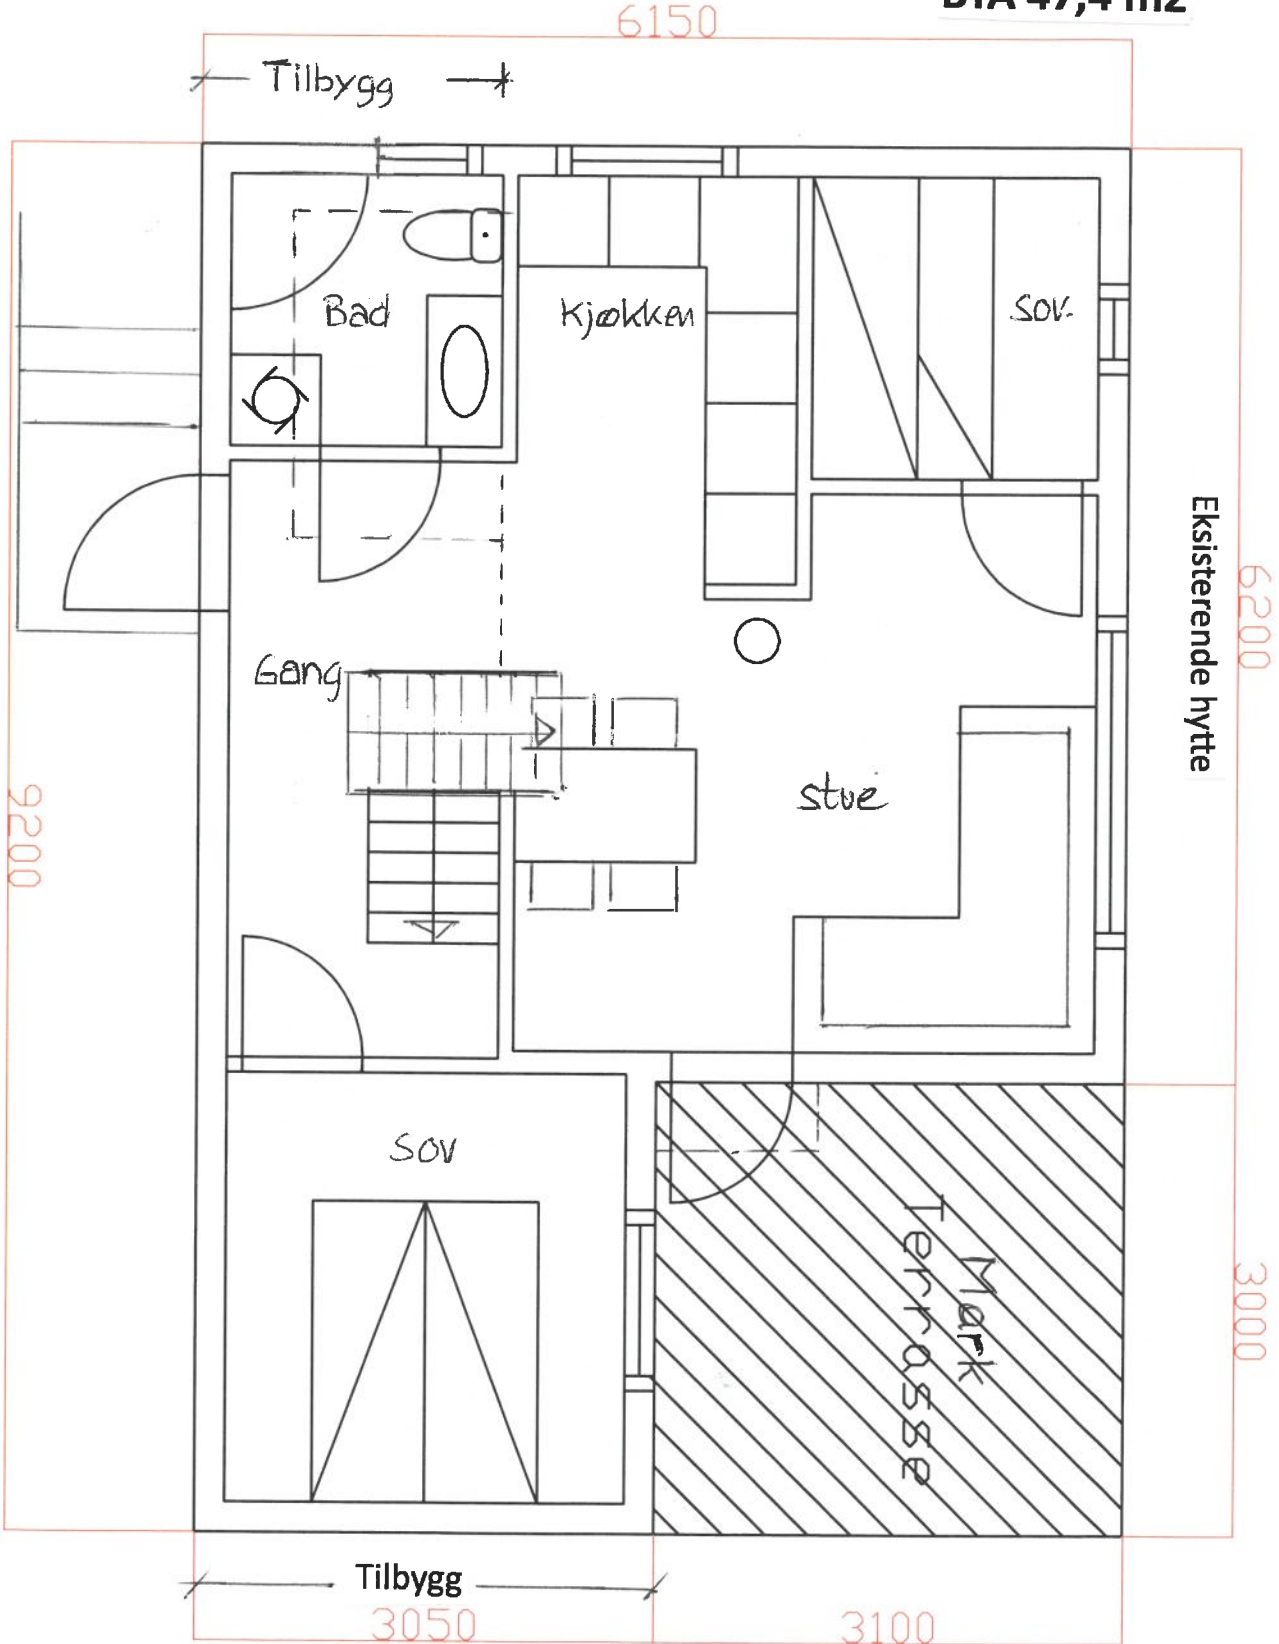 BYA 47,4 m2
6150
Tilbygg
Bad
Kjøkken
SOV.
Eksisterende hytte
6200
Gang
stue
9200
SOV
Mark
Terrasse
3000
Tilbygg
3050
3100